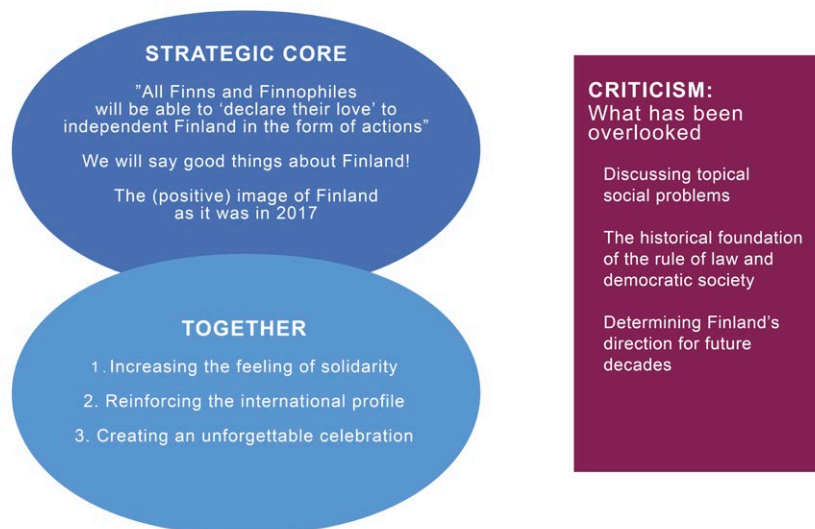 STRATEGIC CORE
”All Finns and Finnophiles
will be able to ‘declare their love’ to
independent Finland in the form of actions”
We will say good things about Finland!
The (positive) image of Finland
as it was in 2017
TOGETHER
1. Increasing the feeling of solidarity
2. Reinforcing the international profile
3. Creating an unforgettable celebration
CRITICISM:
What has been
overlooked
Discussing topical
social problems
The historical foundation
of the rule of law and
democratic society
Determining Finland’s
direction for future
decades